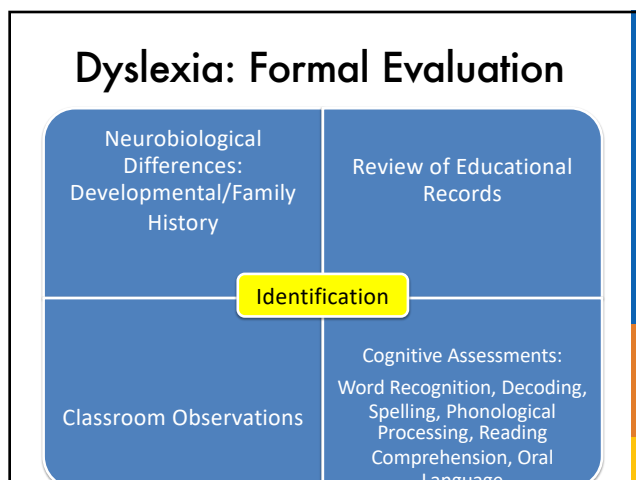 Dyslexia: Formal Evaluation
Neurobiological
Differences:
Developmental/Family
History
Review of Educational
Records
Identification
Classroom Observations
Cognitive Assessments:
Word Recognition, Decoding,
Spelling, Phonological
Processing, Reading
Comprehension, Oral
Language